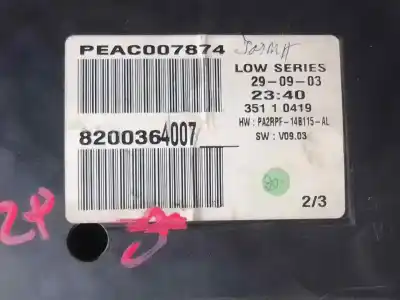 PEAC007874
LOW SERIES
29-09-03
23:40
351 1 0419
HW : PA2RPF-14B115-AL
SW : V09.03
8200364007
2/3